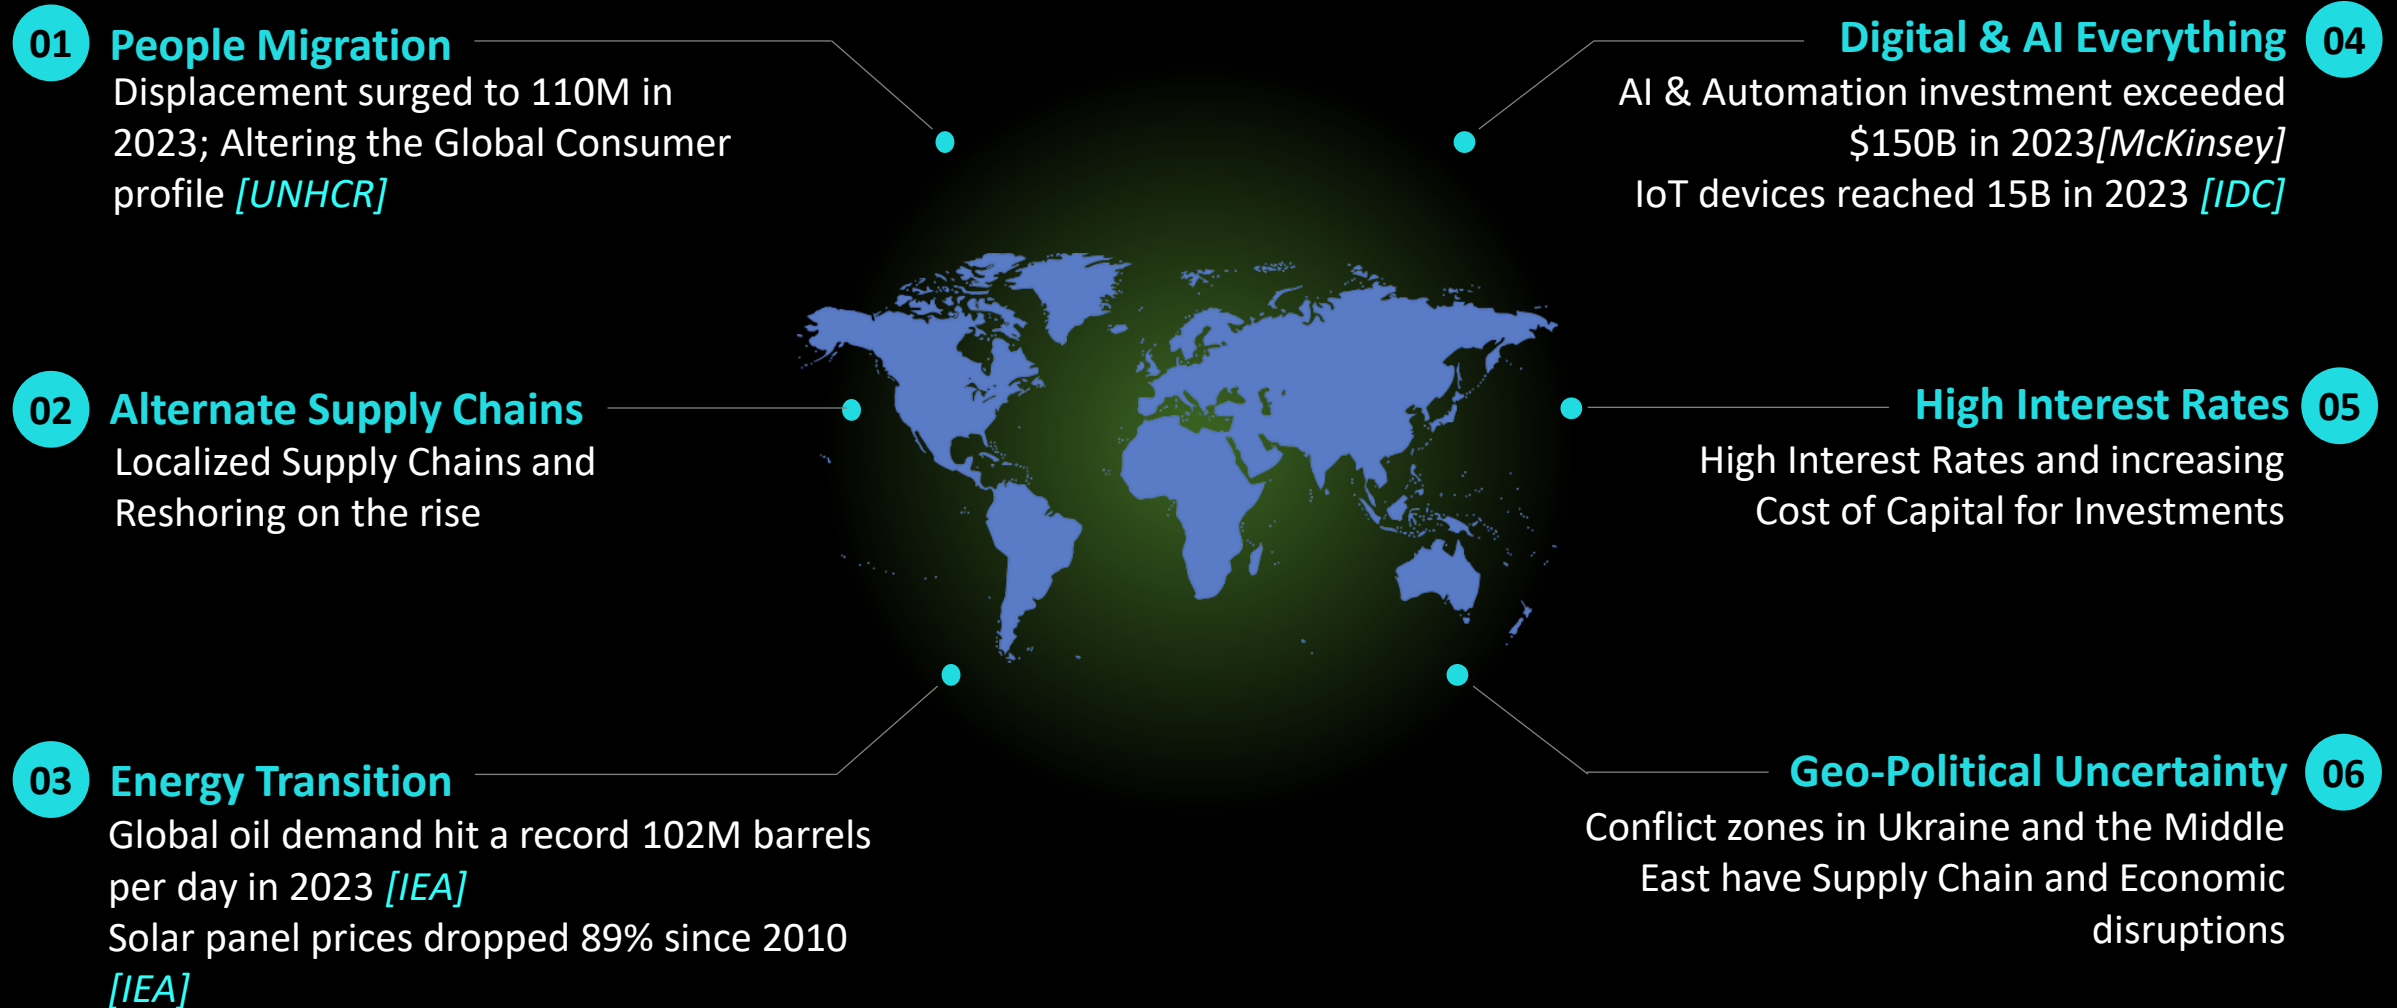 01 People Migration
Displacement surged to 110M in
2023; Altering the Global Consumer
profile [UNHCR]
02 Alternate Supply Chains
Localized Supply Chains and
Reshoring on the rise
03 Energy Transition
Global oil demand hit a record 102M barrels
per day in 2023 [IEA]
Solar panel prices dropped 89% since 2010
[IEA]
Digital & AI Everything 04
AI & Automation investment exceeded
$150B in 2023[McKinsey]
IoT devices reached 15B in 2023 [IDC]
High Interest Rates 05
High Interest Rates and increasing
Cost of Capital for Investments
Geo-Political Uncertainty 06
Conflict zones in Ukraine and the Middle
East have Supply Chain and Economic
disruptions